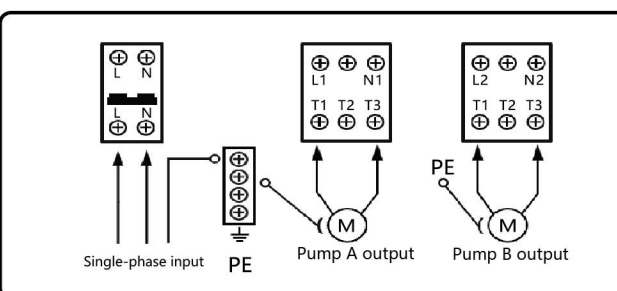 L N
L N
L1 N1
T1 T2 T3
L2 N2
T1 T2 T3
PE
M
M
Single-phase input
PE
Pump A output
Pump B output